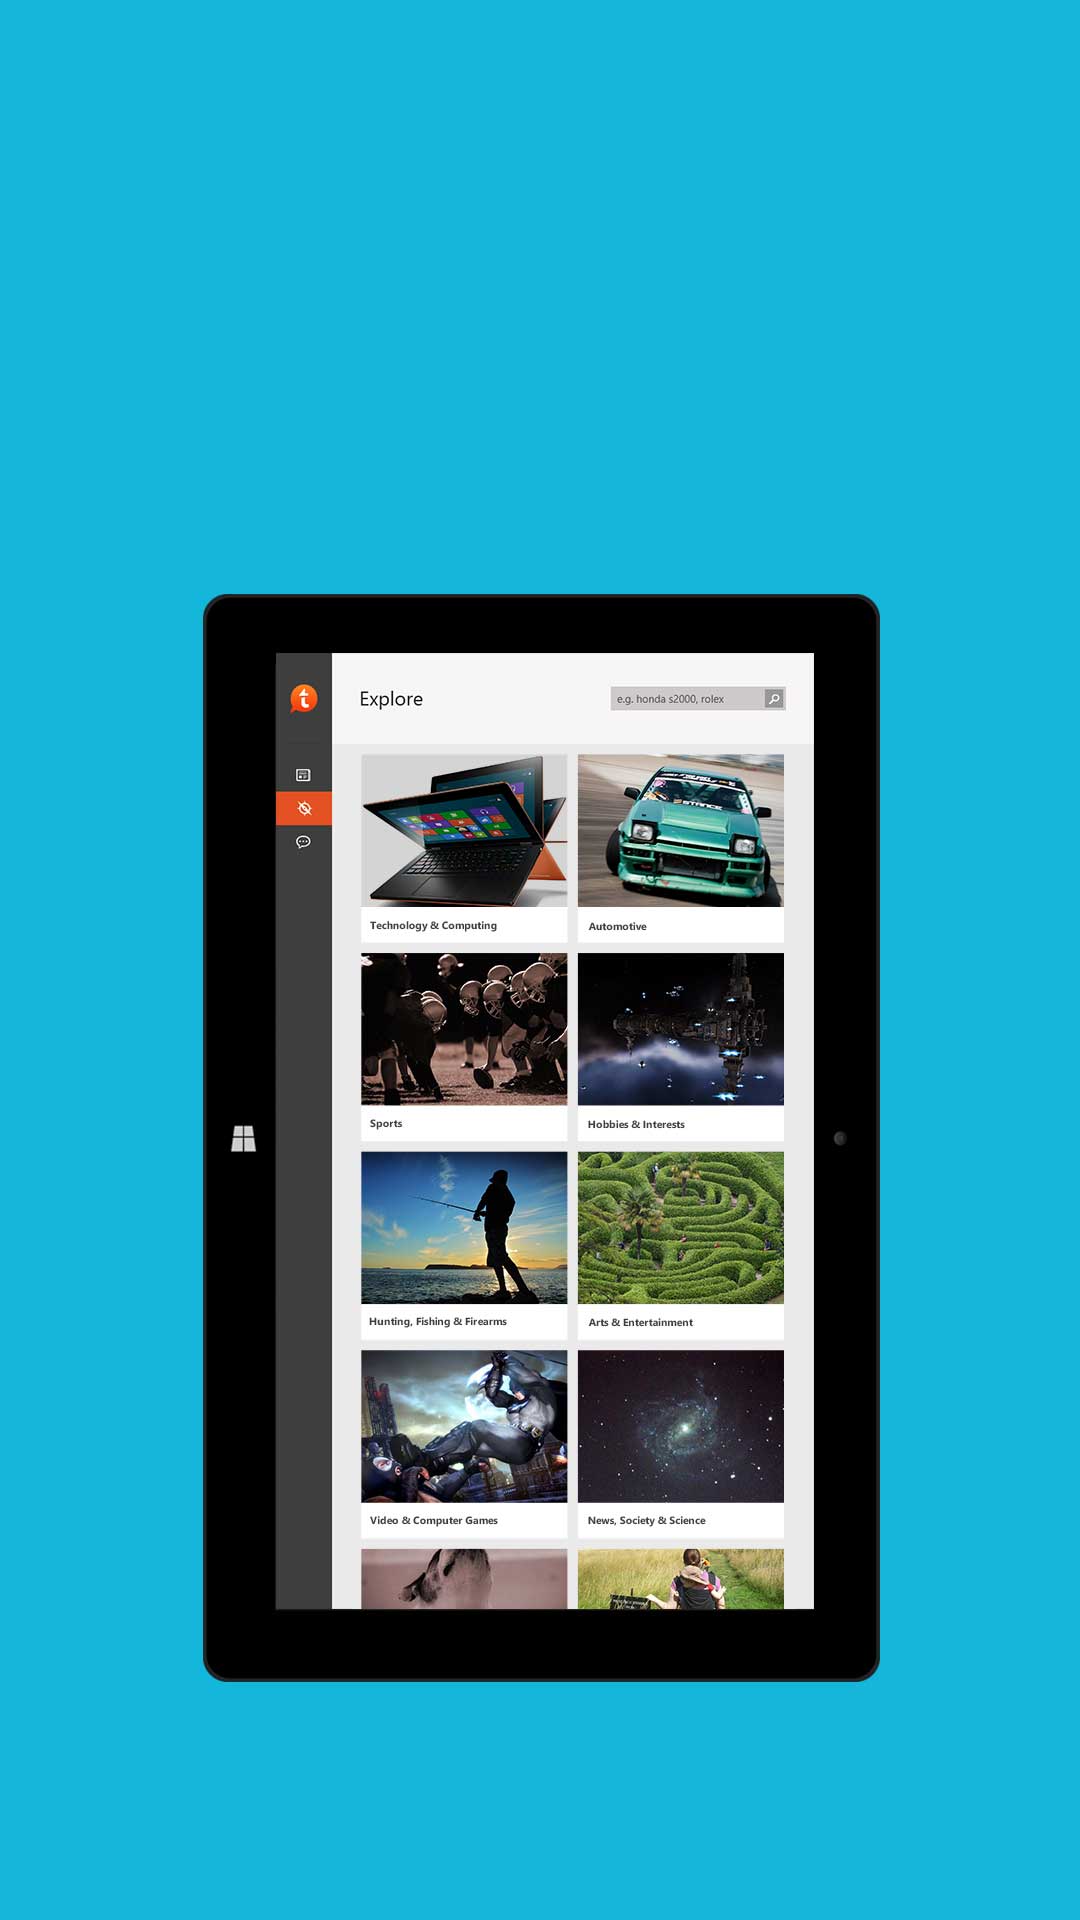 Explore
e.g. honda s2000, rolex
Technology & Computing
Automotive
STANCE
Sports
Hobbies & Interests
Hunting, Fishing & Firearms
Arts & Entertainment
Video & Computer Games
News, Society & Science